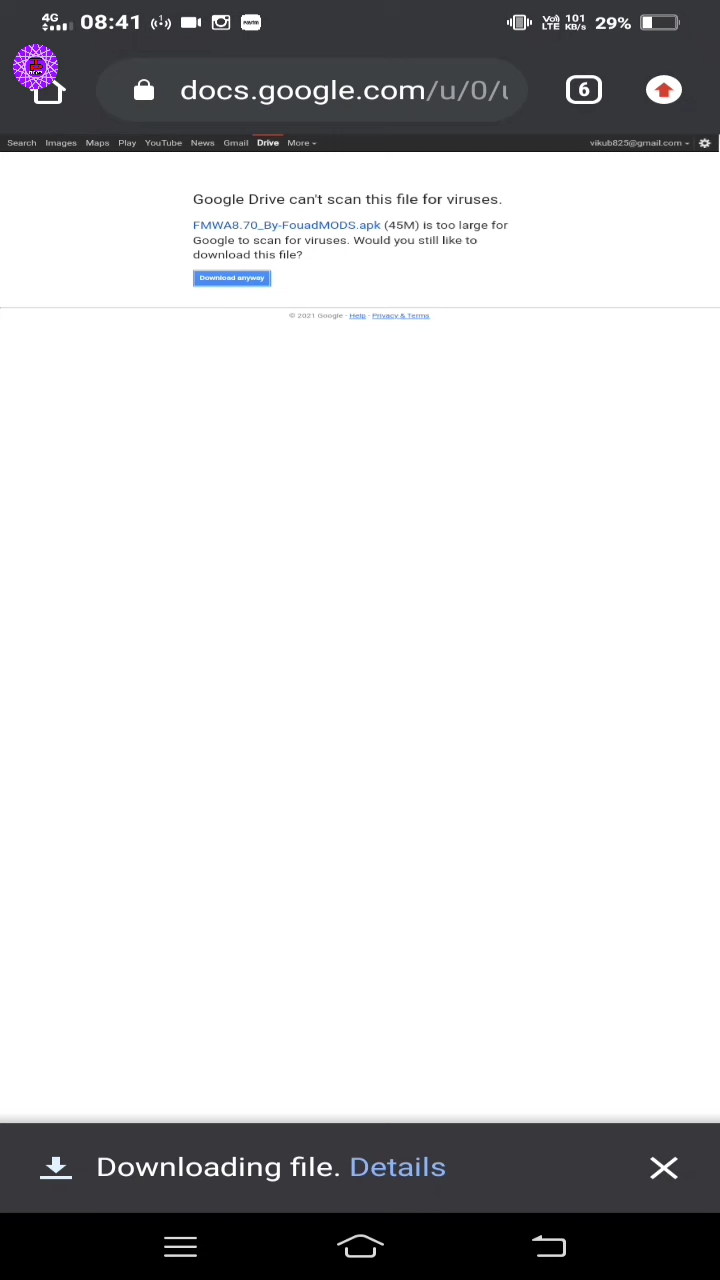 4G 08:41 Vo) LTE 101 KB/s 29%
docs.google.com/u/0/u 6
Search Images Maps Play YouTube News Gmail Drive More vikub825@gmail.com
Google Drive can't scan this file for viruses.
FMWA8.70_By-FouadMODS.apk (45M) is too large for
Google to scan for viruses. Would you still like to
download this file?
Download anyway
© 2021 Google - Help - Privacy & Terms
Downloading file. Details